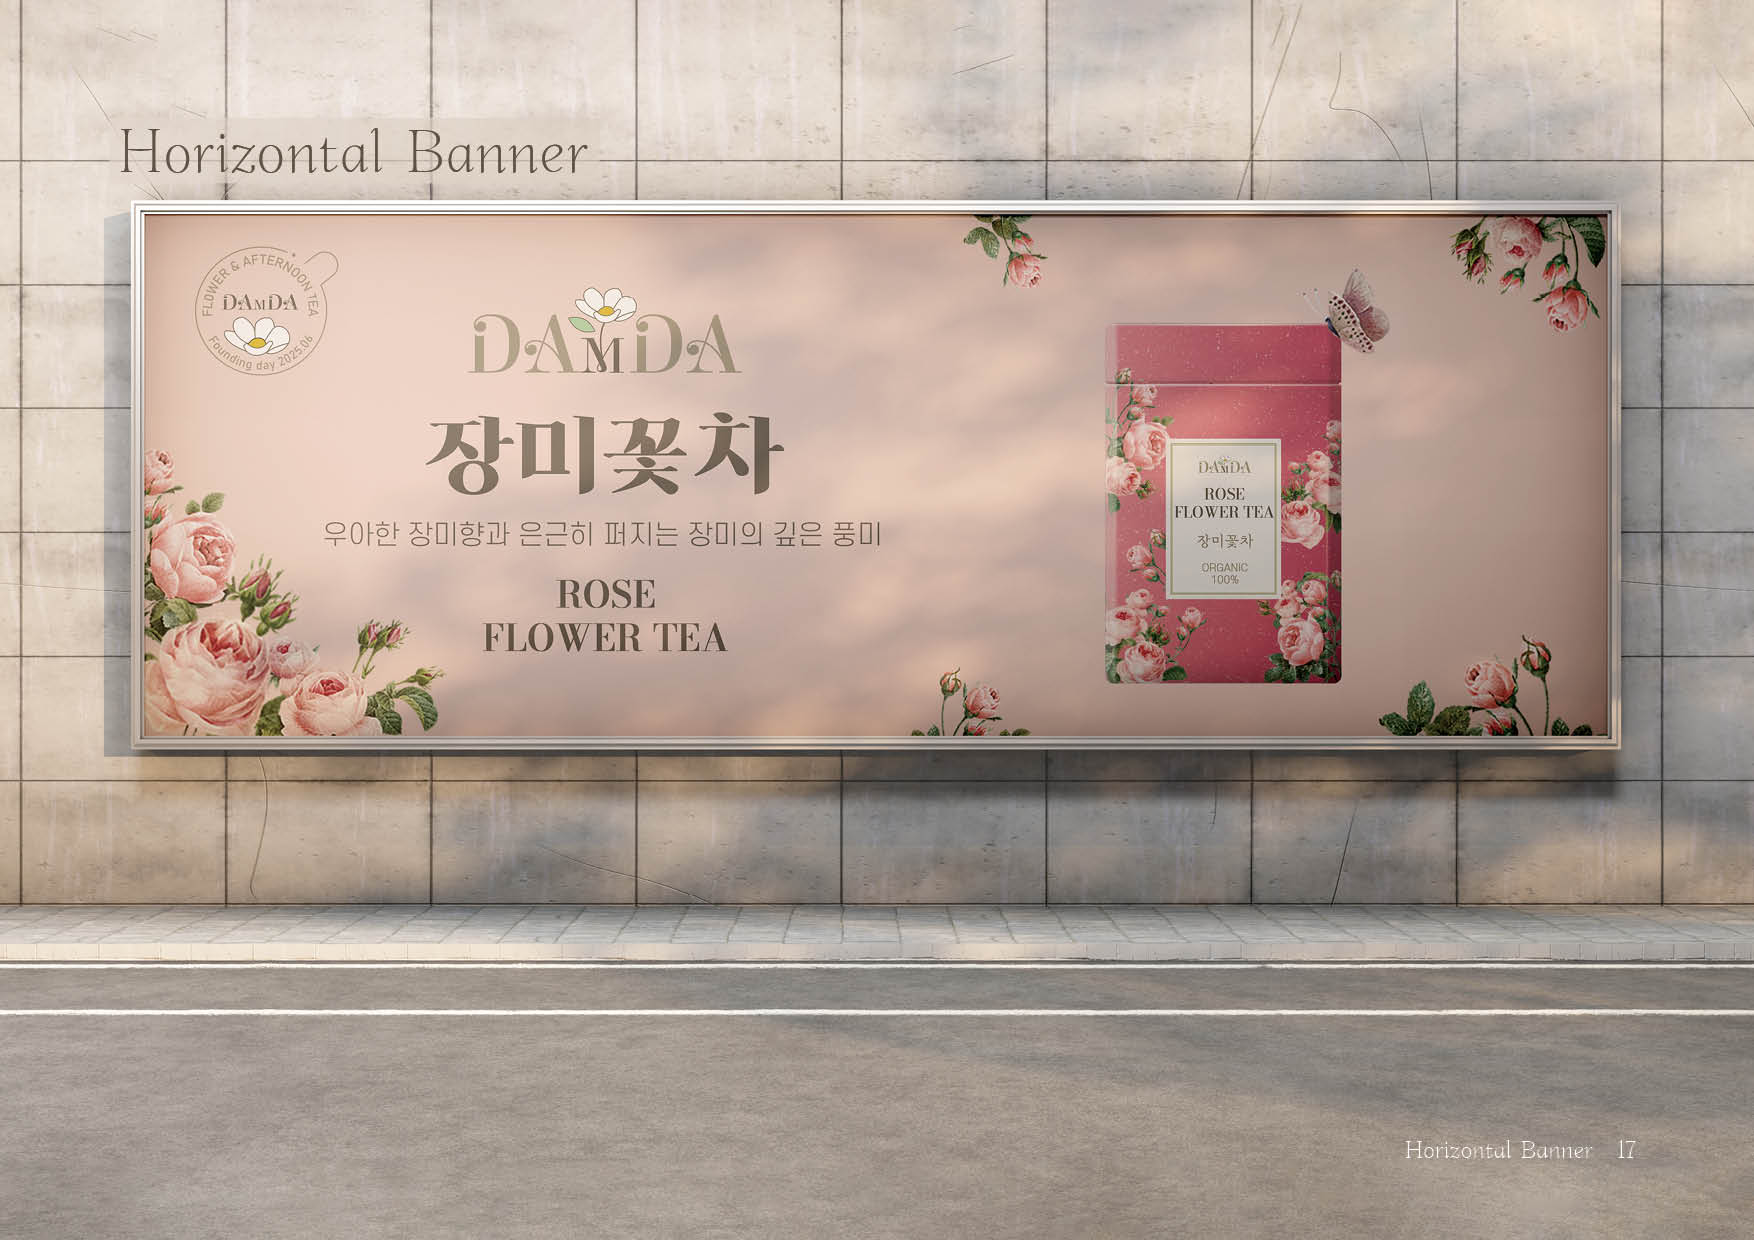 Horizontal Banner
FLOWER & AFTERNOON TEA
DAMDA
Founding day 2025.06
DAMDA
장미꽃차
우아한 장미향과 은근히 퍼지는 장미의 깊은 풍미
ROSE
FLOWER TEA
DAMDA
ROSE
FLOWER TEA
장미꽃차
ORGANIC
100%
Horizontal Banner 17